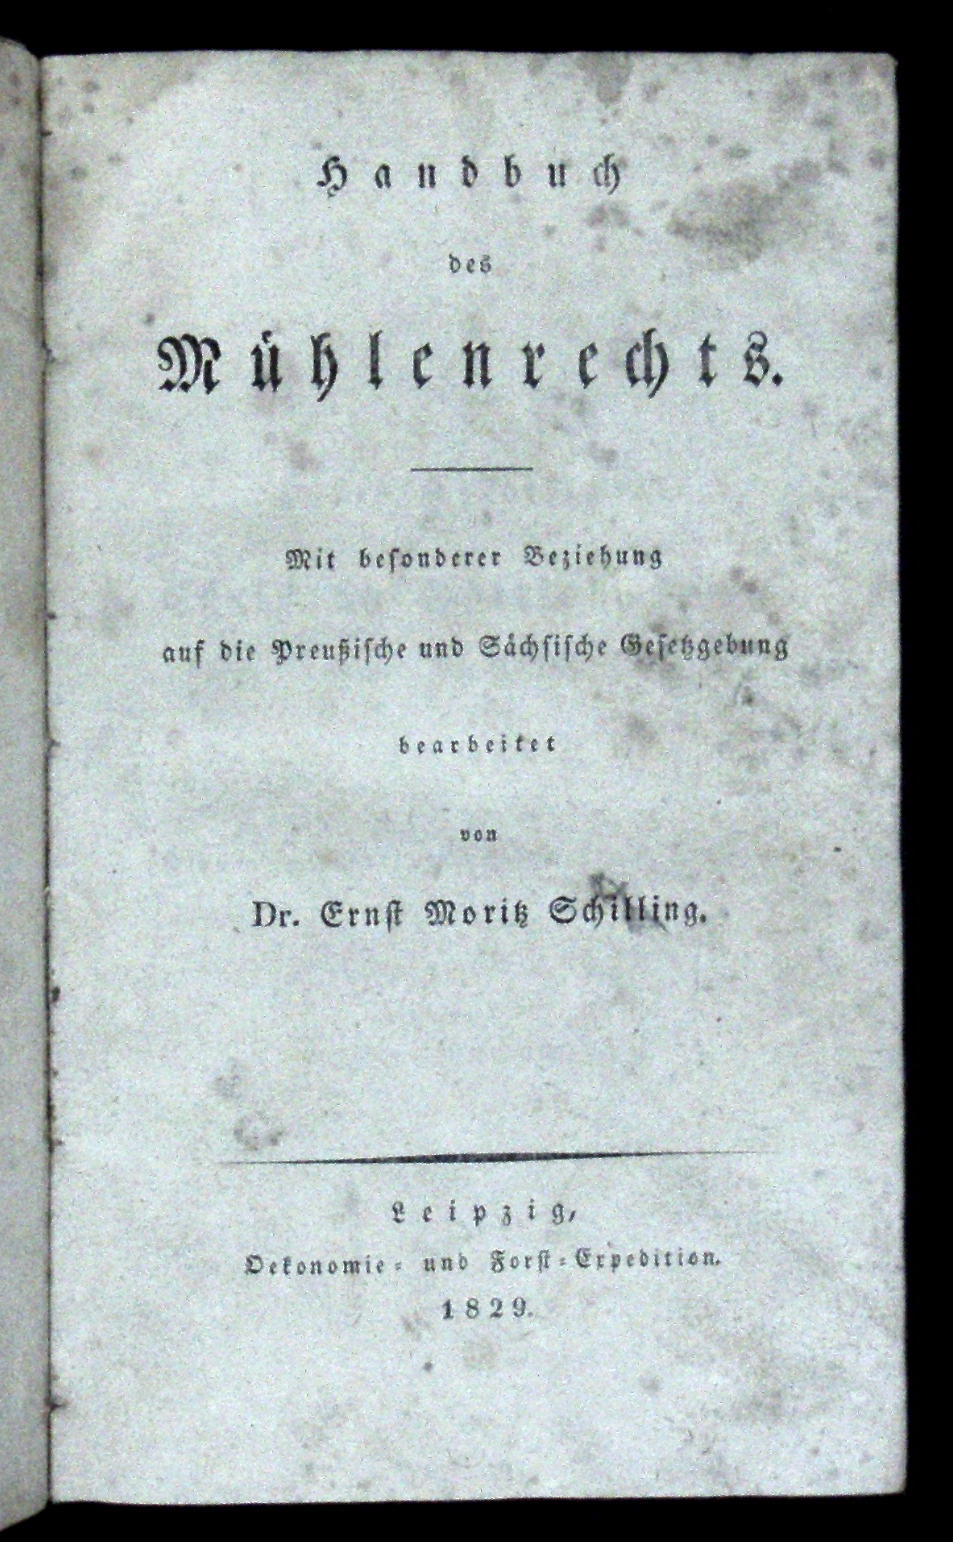 Handbuch
des
Mühlenrechts.
Mit besonderer Beziehung
auf die Preußische und Sächsische Gesetzgebung
bearbeitet
von
Dr. Ernst Moritz Schilling.
Leipzig,
Oekonomie- und Forst-Expedition.
1829.